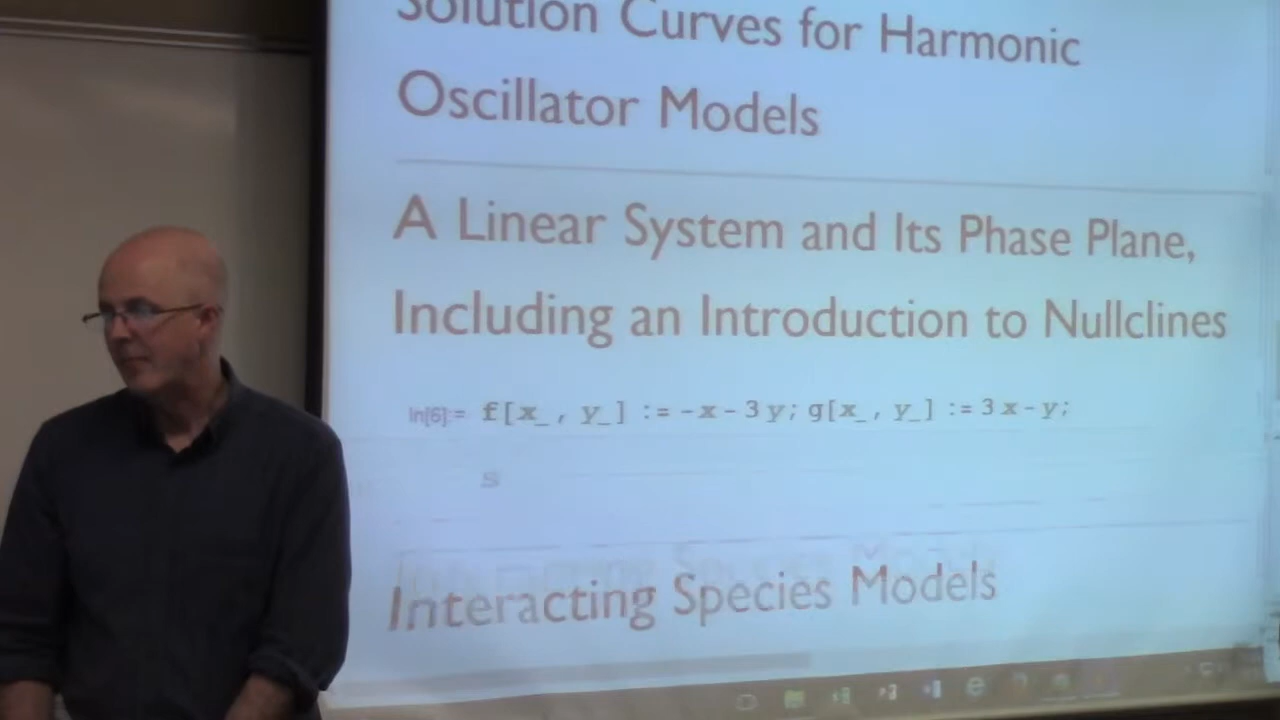 Solution Curves for Harmonic
Oscillator Models
A Linear System and Its Phase Plane,
Including an Introduction to Nullclines
In[6]:= f[x_, y_] := -x - 3 y; g[x_, y_] := 3 x - y;
s
Interacting Species Models